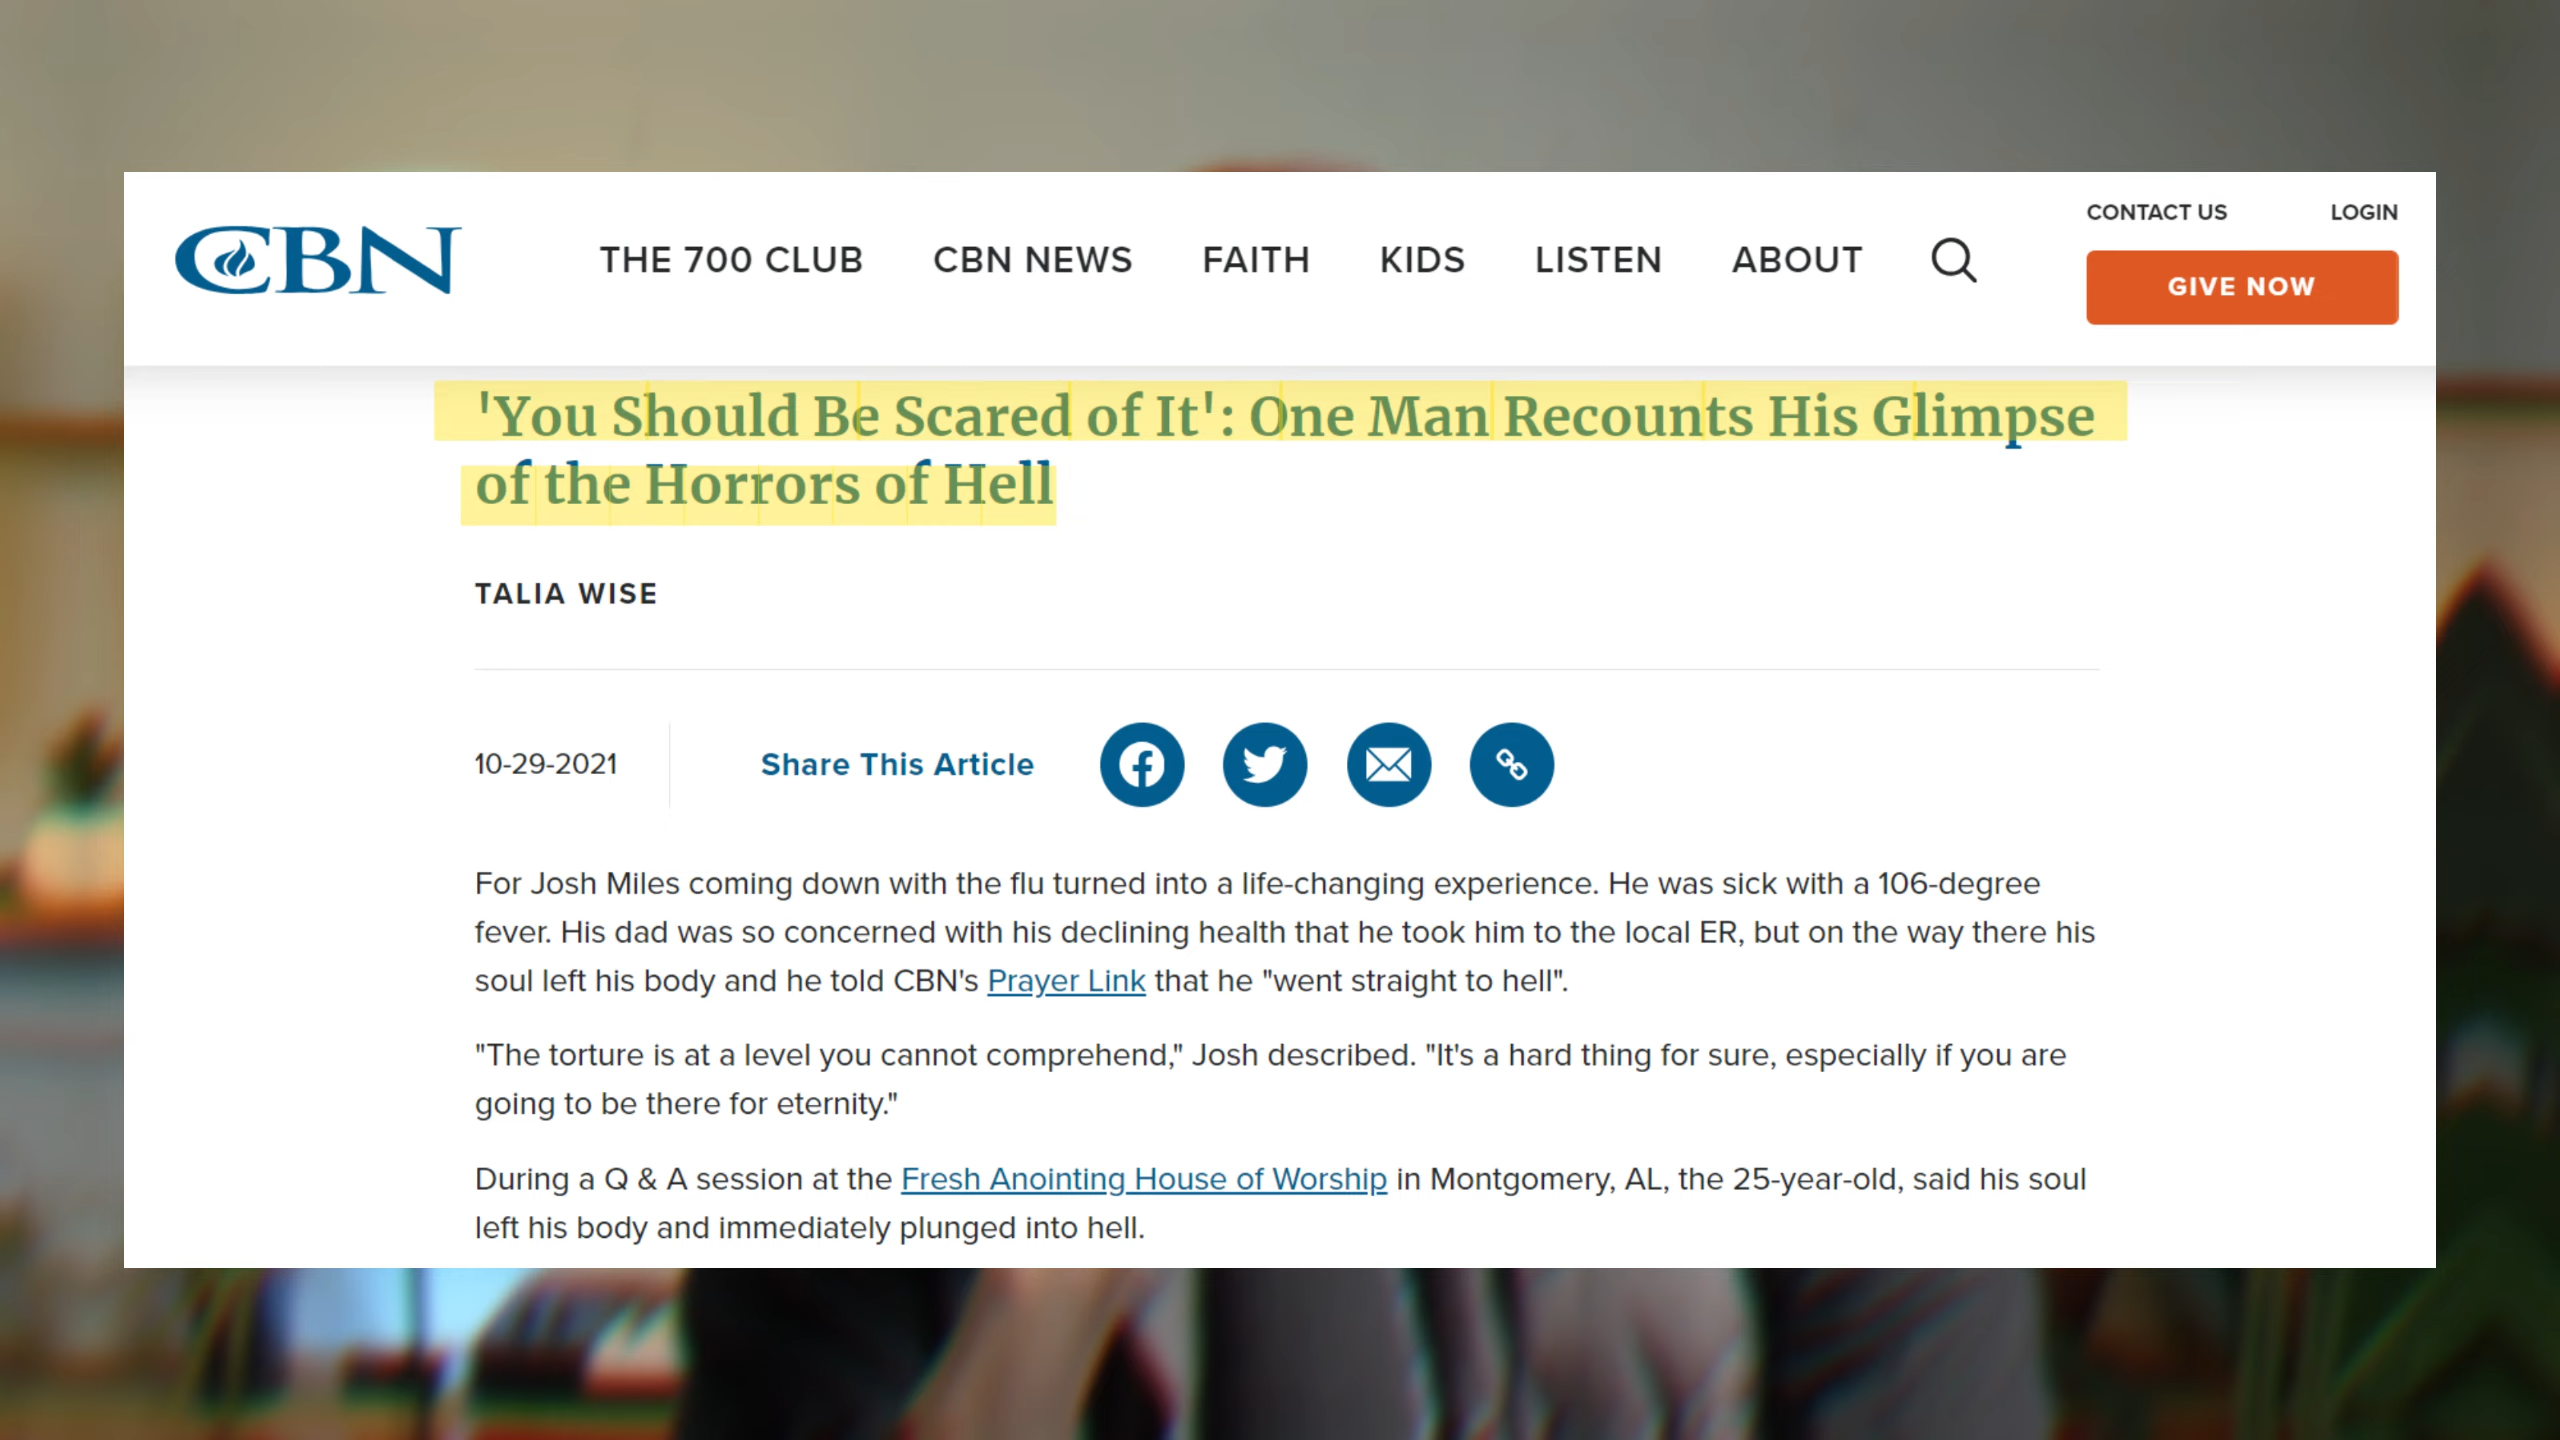 CBN
THE 700 CLUB
CBN NEWS
FAITH
KIDS
LISTEN
ABOUT
CONTACT US
LOGIN
GIVE NOW
'You Should Be Scared of It': One Man Recounts His Glimpse
of the Horrors of Hell
TALIA WISE
10-29-2021
Share This Article
For Josh Miles coming down with the flu turned into a life-changing experience. He was sick with a 106-degree
fever. His dad was so concerned with his declining health that he took him to the local ER, but on the way there his
soul left his body and he told CBN's Prayer Link that he "went straight to hell".
"The torture is at a level you cannot comprehend," Josh described. "It's a hard thing for sure, especially if you are
going to be there for eternity."
During a Q & A session at the Fresh Anointing House of Worship in Montgomery, AL, the 25-year-old, said his soul
left his body and immediately plunged into hell.